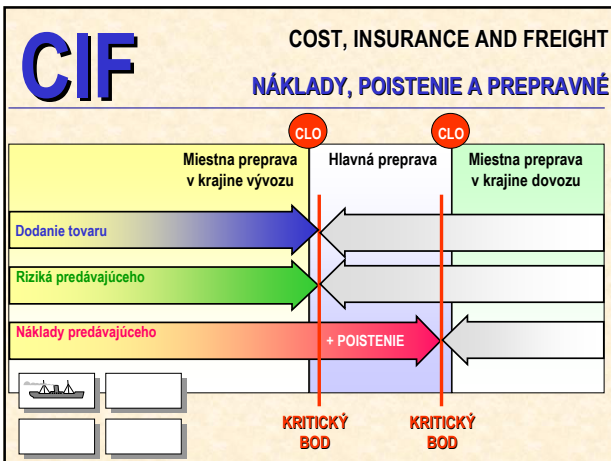 CIF
COST, INSURANCE AND FREIGHT
NÁKLADY, POISTENIE A PREPRAVNÉ
CLO
CLO
Miestna preprava
v krajine vývozu
Hlavná preprava
Miestna preprava
v krajine dovozu
Dodanie tovaru
Riziká predávajúceho
Náklady predávajúceho
+ POISTENIE
KRITICKÝ
BOD
KRITICKÝ
BOD